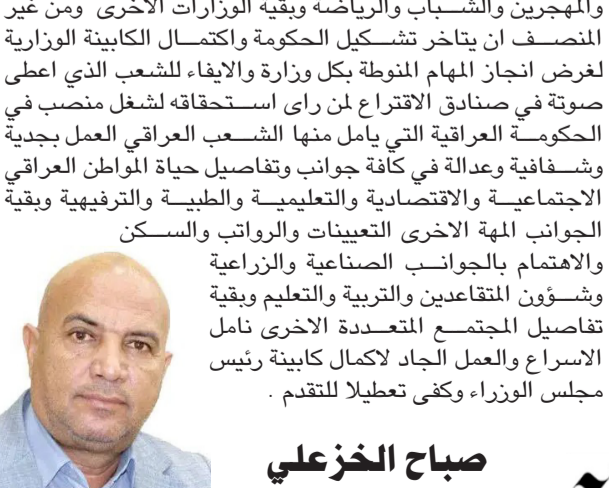 والمهجرين والشباب والرياضة وبقية الوزارات الاخرى ومن غير
المنصف ان يتاخر تشكيل الحكومة واكتمال الكابينة الوزارية
لغرض انجاز المهام المنوطة بكل وزارة والايفاء للشعب الذي اعطى
صوتة في صنادق الاقتراع لمن راى استحقاقه لشغل منصب في
الحكومة العراقية التي يامل منها الشعب العراقي العمل بجدية
وشفافية وعدالة في كافة جوانب وتفاصيل حياة المواطن العراقي
الاجتماعية والاقتصادية والتعليمية والطبية والترفيهية وبقية
الجوانب المهة الاخرى التعيينات والرواتب والسكن
والاهتمام بالجوانب الصناعية والزراعية
وشؤون المتقاعدين والتربية والتعليم وبقية
تفاصيل المجتمع المتعددة الاخرى نامل
الاسراع والعمل الجاد لاكمال كابينة رئيس
مجلس الوزراء وكفى تعطيلا للتقدم .
صباح الخزعلي